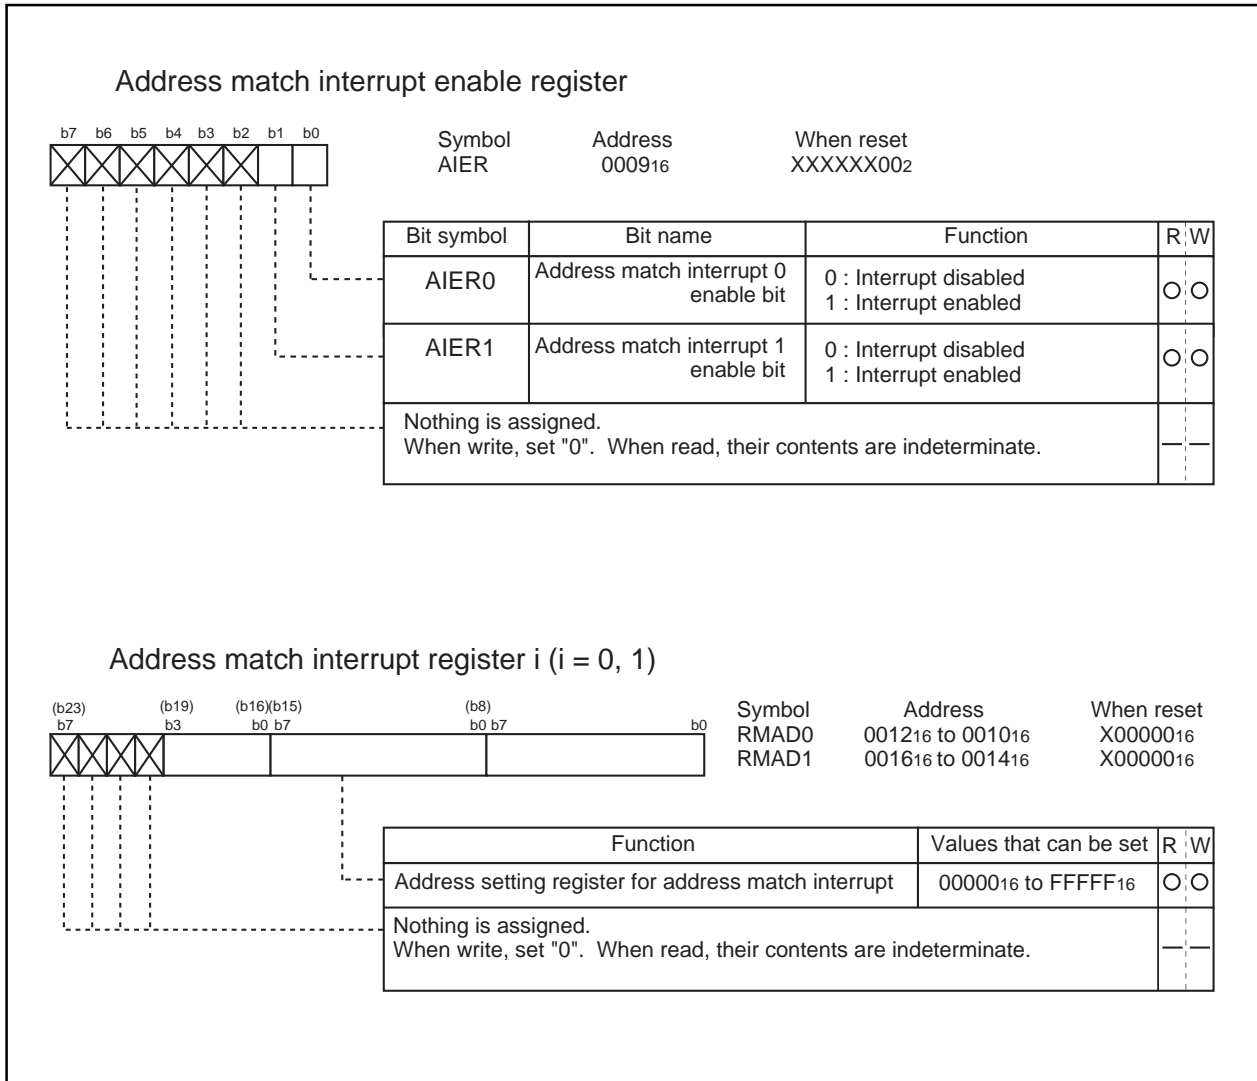 Address match interrupt enable register
b7 b6 b5 b4 b3 b2 b1 b0
Symbol Address When reset
AIER 000916 XXXXXX002
Bit symbol Bit name Function R W
AIER0 Address match interrupt 0 enable bit 0 : Interrupt disabled
1 : Interrupt enabled
AIER1 Address match interrupt 1 enable bit 0 : Interrupt disabled
1 : Interrupt enabled
Nothing is assigned.
When write, set "0". When read, their contents are indeterminate.
Address match interrupt register i (i = 0, 1)
(b23) (b19) (b16)(b15) (b8)
b7 b3 b0 b7 b0 b7 b0
Symbol Address When reset
RMAD0 001216 to 001016 X0000016
RMAD1 001616 to 001416 X0000016
Function Values that can be set R W
Address setting register for address match interrupt 0000016 to FFFFF16
Nothing is assigned.
When write, set "0". When read, their contents are indeterminate.